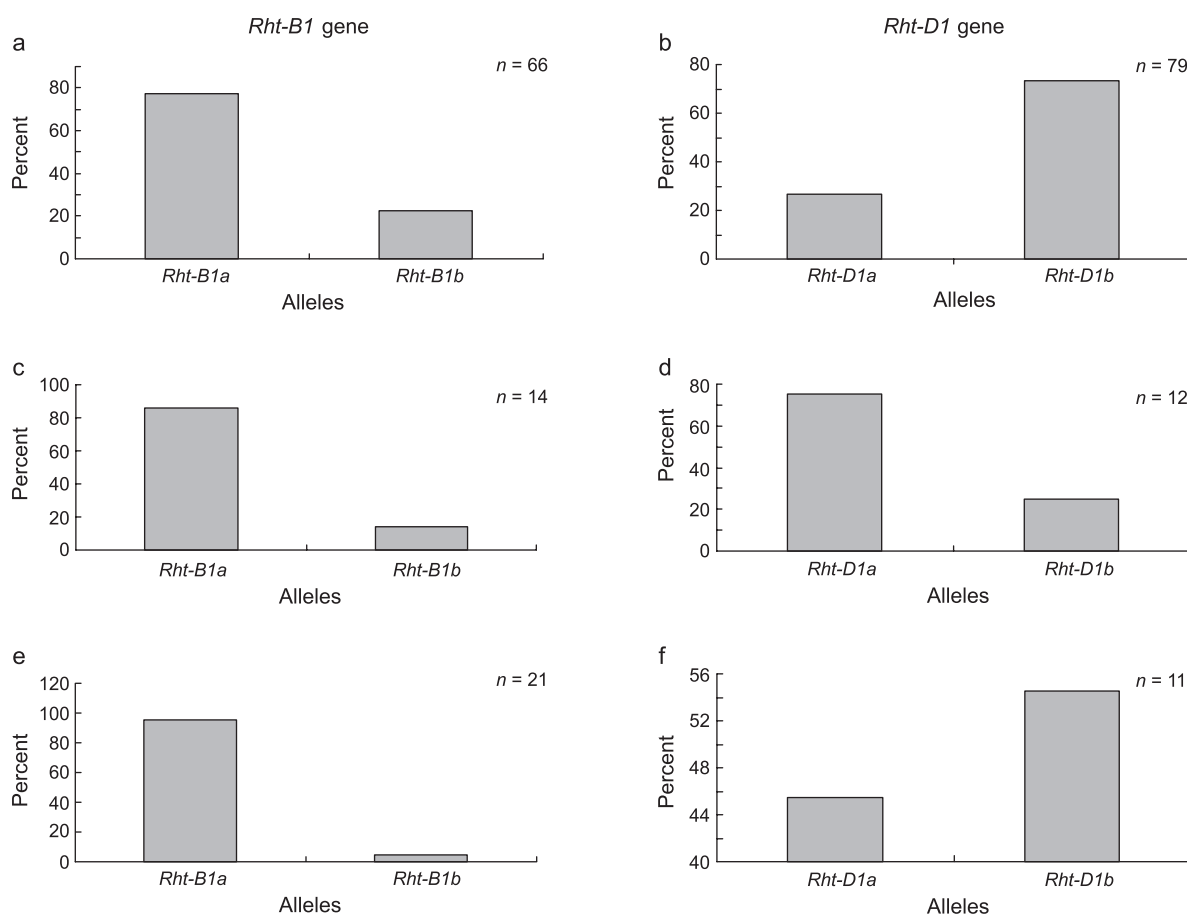 Rht-B1 gene
Rht-D1 gene
a
n = 66
Percent
80
60
40
20
0
Rht-B1a
Rht-B1b
Alleles
b
n = 79
Percent
80
60
40
20
0
Rht-D1a
Rht-D1b
Alleles
c
n = 14
Percent
100
80
60
40
20
0
Rht-B1a
Rht-B1b
Alleles
d
n = 12
Percent
80
60
40
20
0
Rht-D1a
Rht-D1b
Alleles
e
n = 21
Percent
120
100
80
60
40
20
0
Rht-B1a
Rht-B1b
Alleles
f
n = 11
Percent
56
52
48
44
40
Rht-D1a
Rht-D1b
Alleles